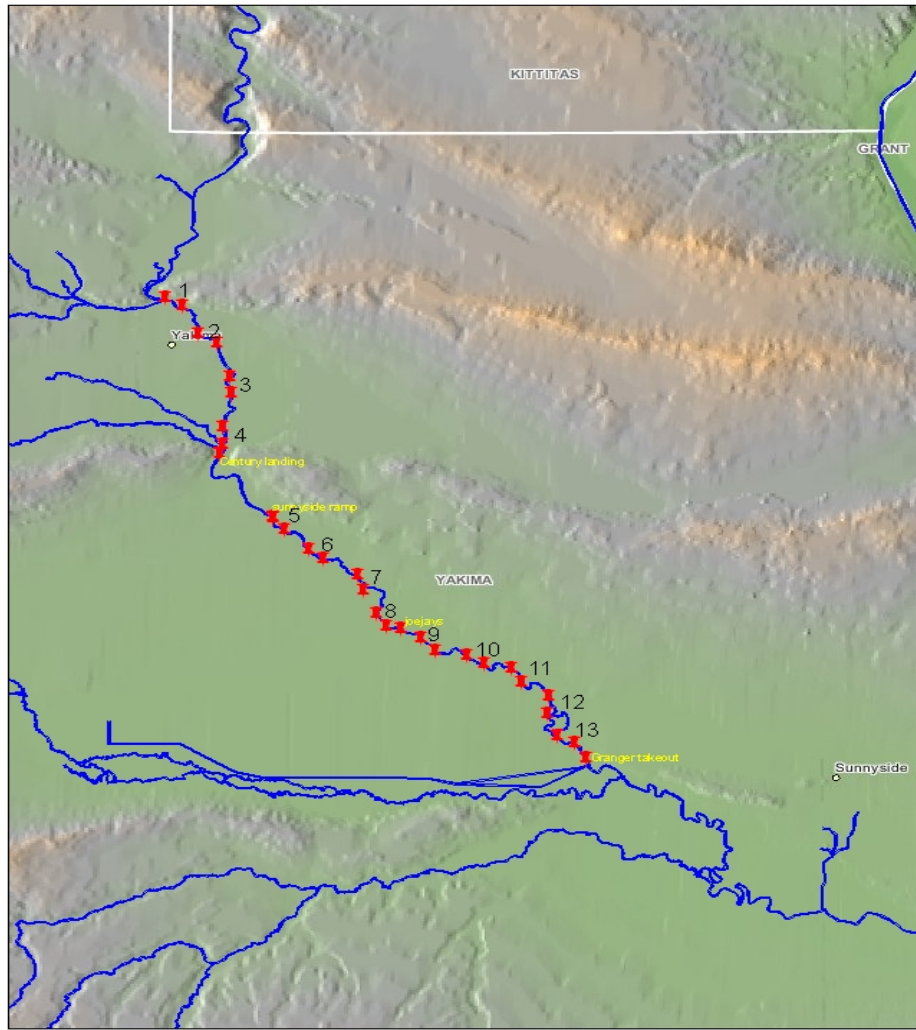 KITTITAS
GRANT
1
2
Yakima
3
4
Century landing
sunnyside ramp
5
6
7
YAKIMA
8
joejays
9
10
11
12
13
Granger takeout
Sunnyside